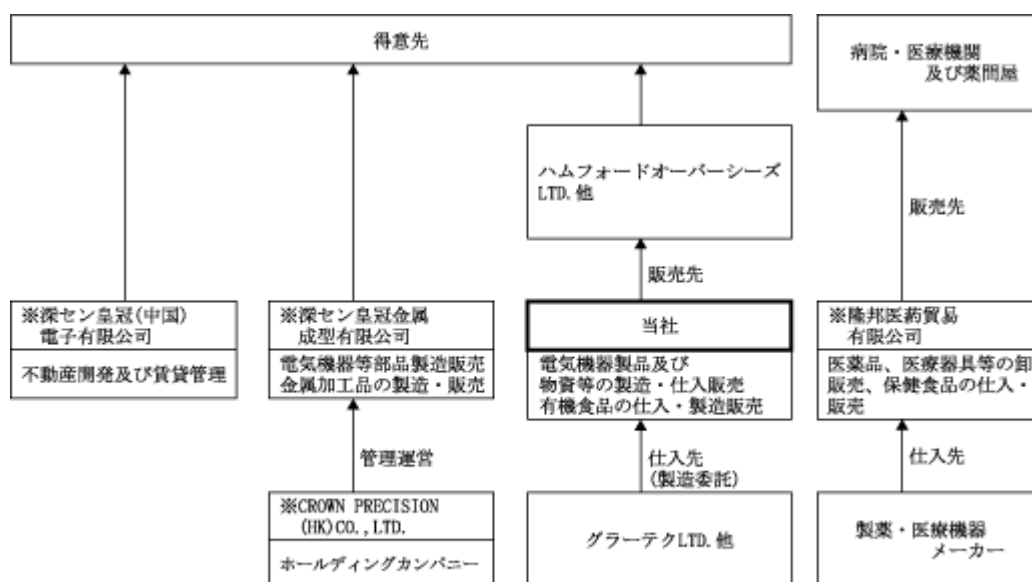 得意先
病院・医療機関
及び薬問屋
ハムフォードオーバーシーズ
LTD.他
販売先
販売先
※深セン皇冠(中国)
電子有限公司
不動産開発及び賃貸管理
※深セン皇冠金属
成型有限公司
電気機器等部品製造販売
金属加工品の製造・販売
当社
電気機器製品及び
物資等の製造・仕入販売
有機食品の仕入・製造販売
※隆邦医药貿易
有限公司
医薬品、医療器具等の卸
販売、保健食品の仕入・
販売
管理運営
仕入先
(製造委託)
仕入先
※CROWN PRECISION
(HK)CO.,LTD.
ホールディングカンパニー
グラーテクLTD.他
製薬・医療機器
メーカー